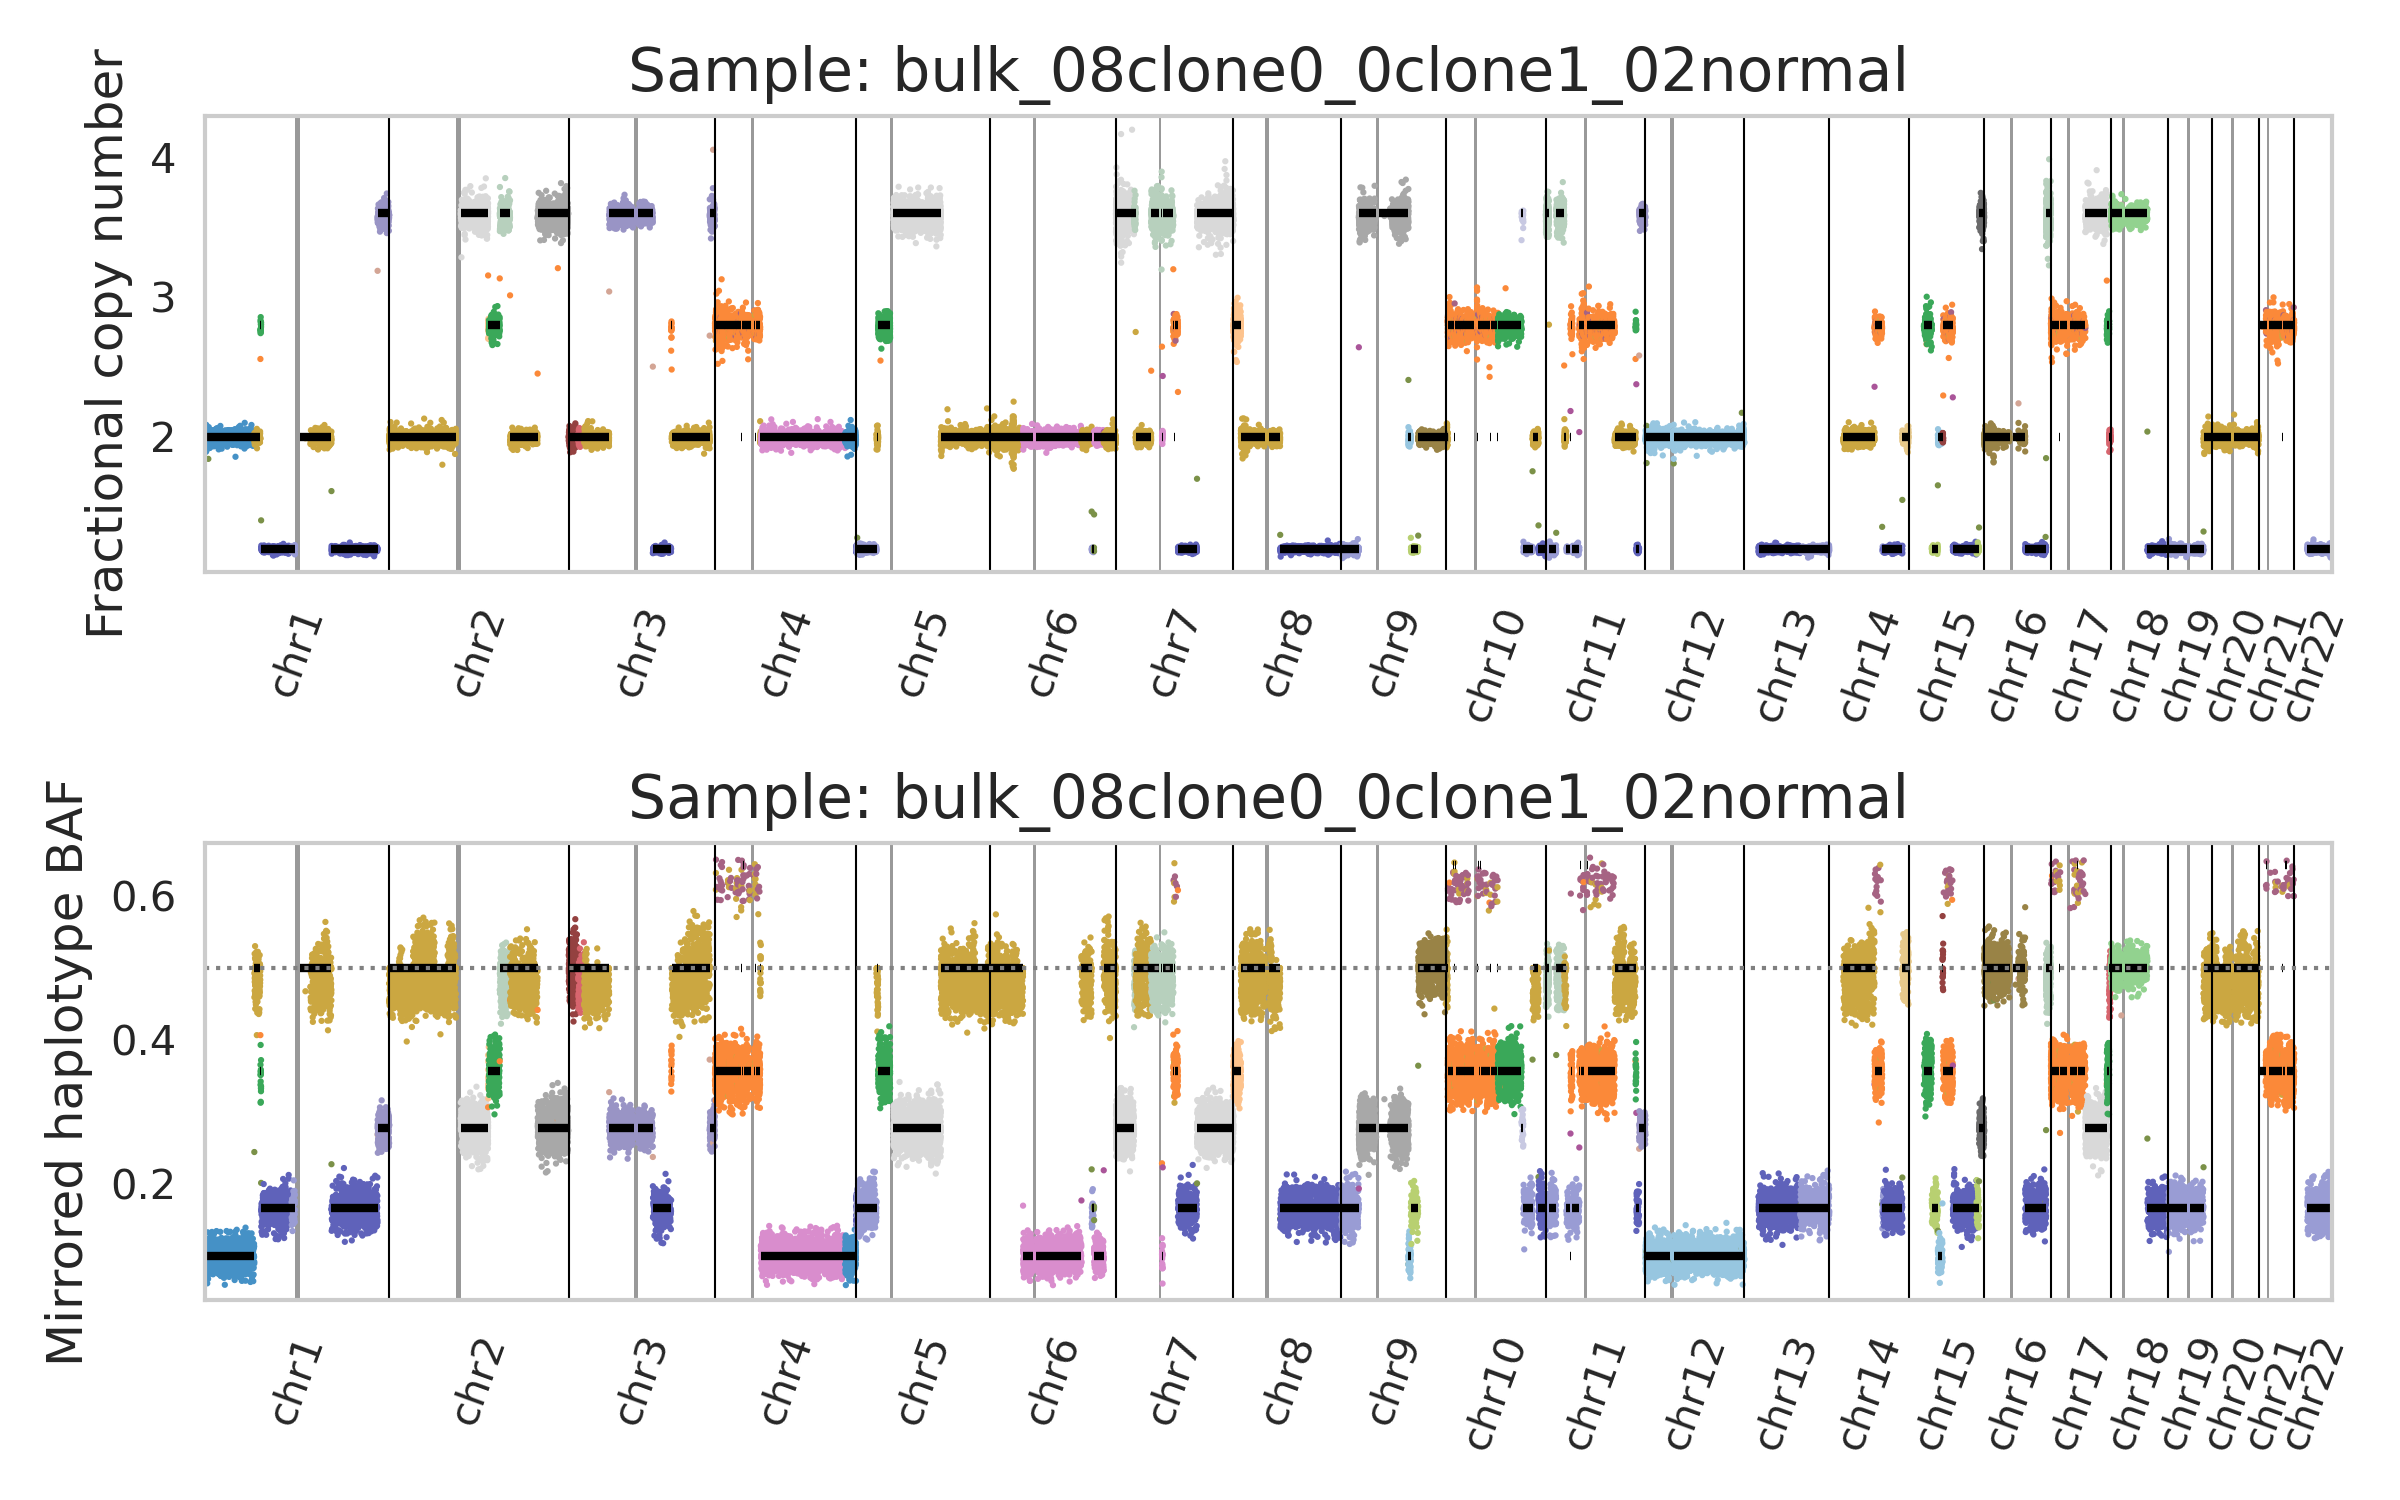 Sample: bulk_08clone0_0clone1_02normal
Fractional copy number
4
3
2
chr1
chr2
chr3
chr4
chr5
chr6
chr7
chr8
chr9
chr10
chr11
chr12
chr13
chr14
chr15
chr16
chr17
chr18
chr19
chr20
chr21
chr22
Sample: bulk_08clone0_0clone1_02normal
Mirrored haplotype BAF
0.6
0.4
0.2
chr1
chr2
chr3
chr4
chr5
chr6
chr7
chr8
chr9
chr10
chr11
chr12
chr13
chr14
chr15
chr16
chr17
chr18
chr19
chr20
chr21
chr22